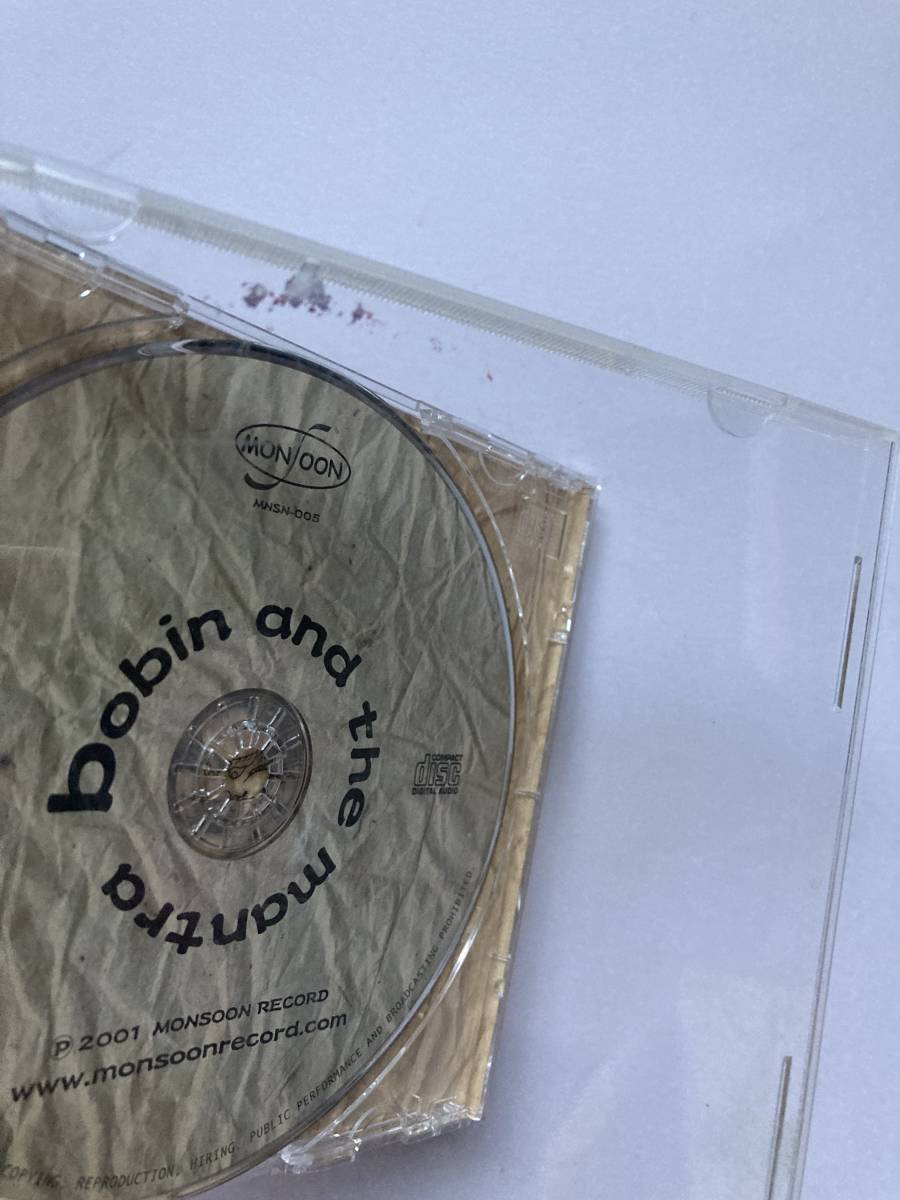 MONSOON
MNSN-005
bobin and the mantra
COMPACT
disc
DIGITAL AUDIO
℗ 2001 MONSOON RECORD
www.monsoonrecord.com
COPYING, REPRODUCTION, HIRING, PUBLIC PERFORMANCE AND BROADCASTING PROHIBITED